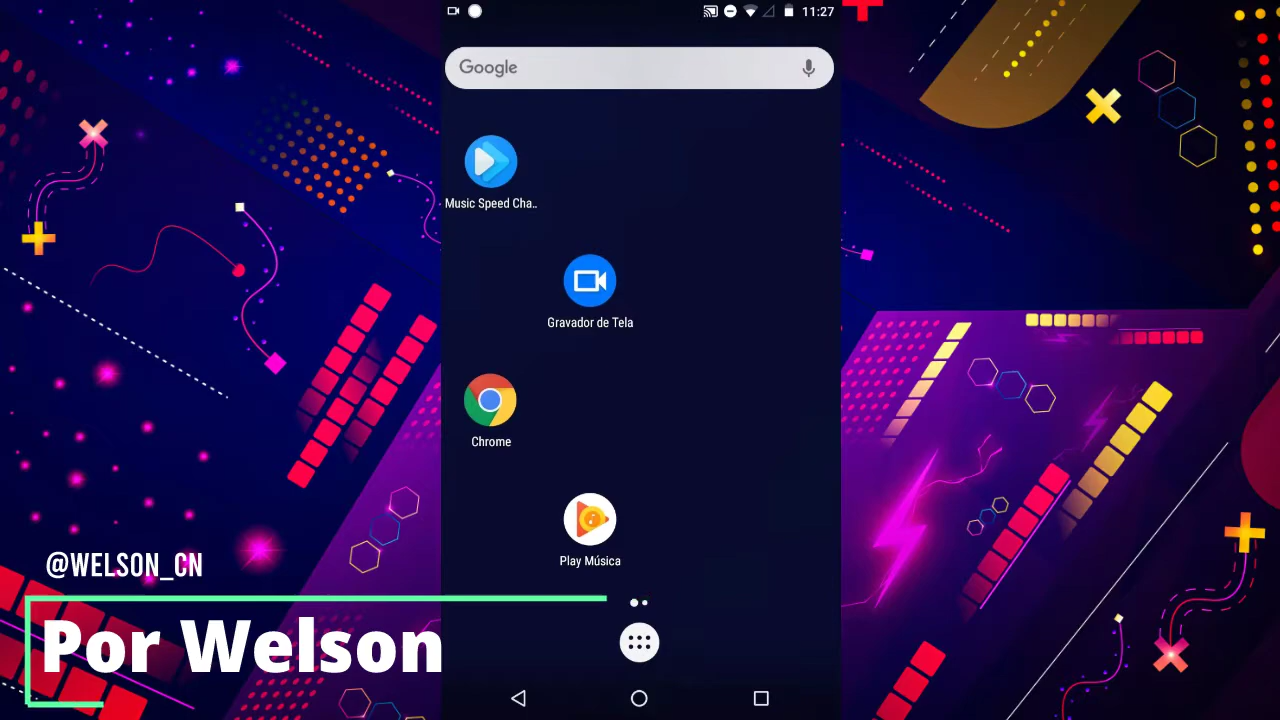 11:27
Google
Music Speed Cha..
Gravador de Tela
Chrome
Play Música
@WELSON_CN
Por Welson